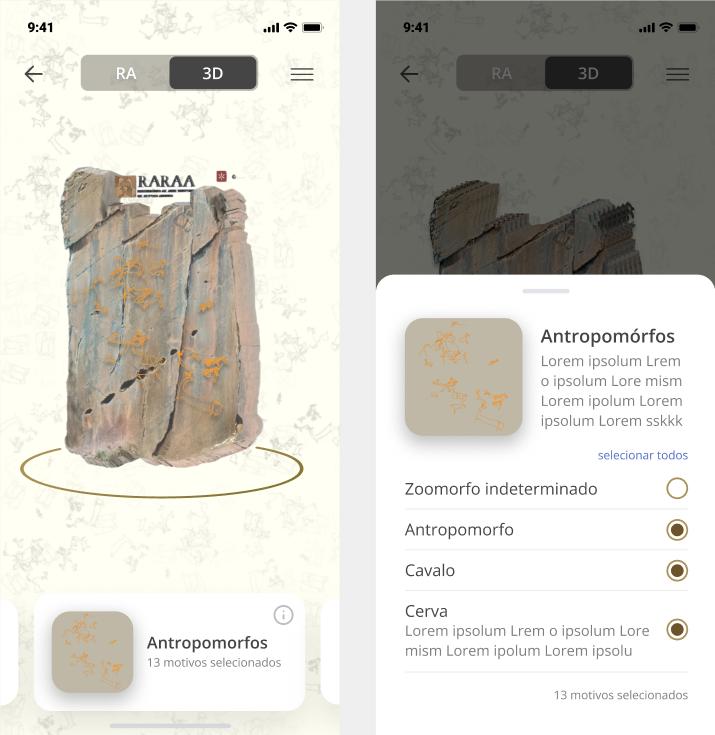 9:41
RA
3D
RARAA
Antropomorfos
13 motivos selecionados
9:41
RA
3D
Antropomórfos
Lorem ipsolum Lrem
o ipsolum Lore mism
Lorem ipolum Lorem
ipsolum Lorem sskkk
selecionar todos
Zoomorfo indeterminado
Antropomorfo
Cavalo
Cerva
Lorem ipsolum Lrem o ipsolum Lore
mism Lorem ipolum Lorem ipsolu
13 motivos selecionados